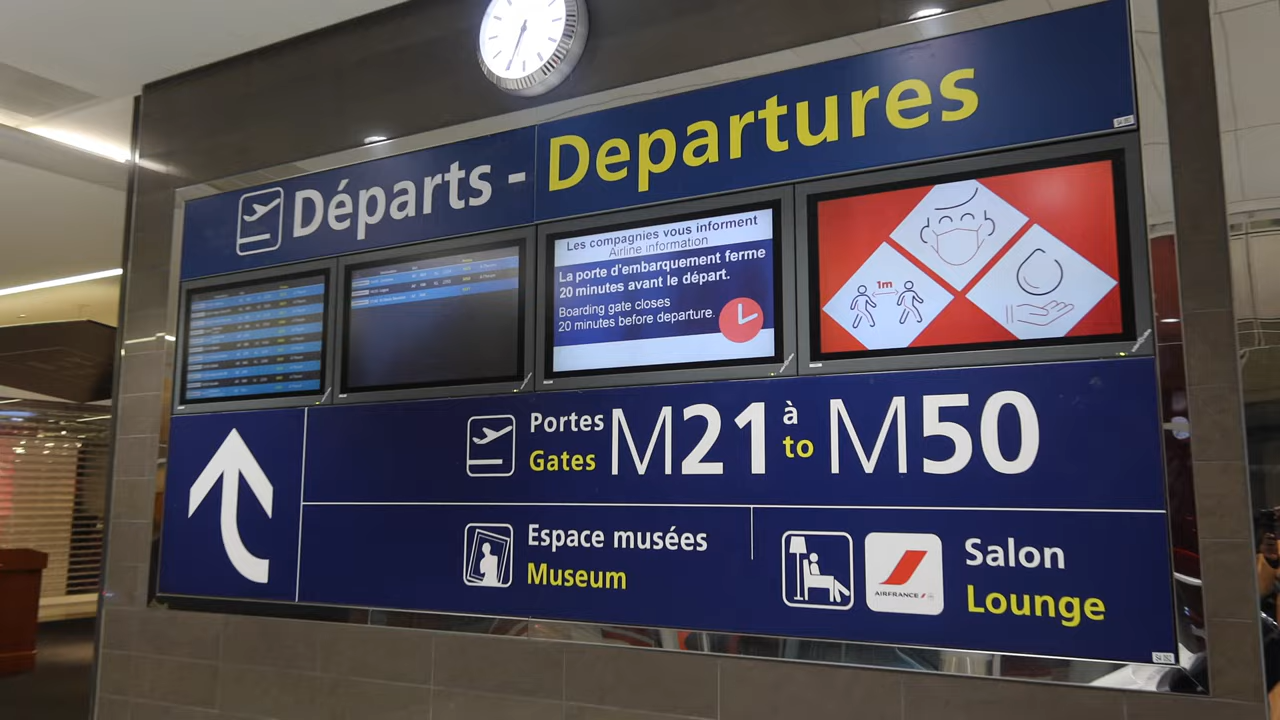 Départs - Departures
Les compagnies vous informent
Airline information
La porte d'embarquement ferme
20 minutes avant le départ.
Boarding gate closes
20 minutes before departure.
1m
Portes
Gates
M21 à
to
M50
Espace musées
Museum
AIRFRANCE
Salon
Lounge